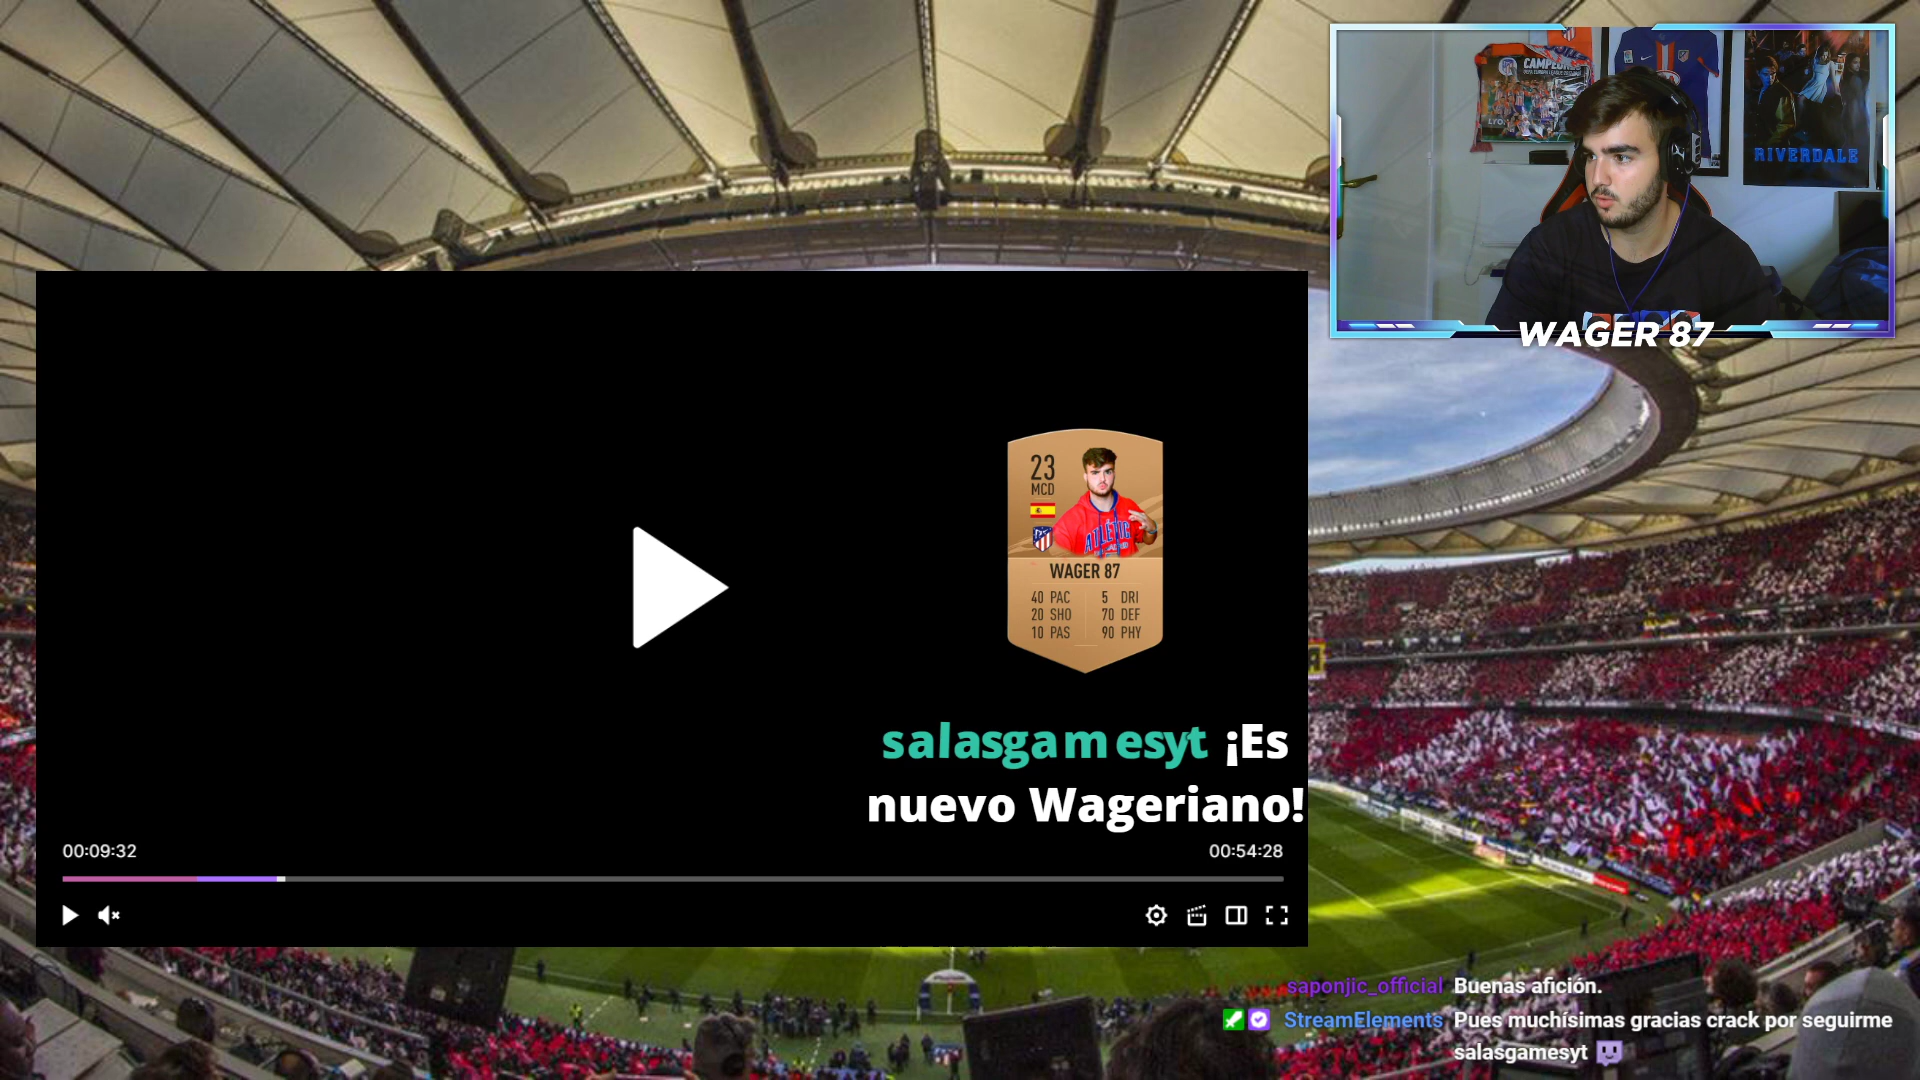 CAMPEONES
RIVERDALE
WAGER 87
23
MCD
ATLÉTIC
WAGER 87
40 PAC 5 DRI
20 SHO 70 DEF
10 PAS 90 PHY
salasgamesyt ¡Es
nuevo Wageriano!
00:09:32 00:54:28
saponjic_official Buenas afición.
StreamElements Pues muchísimas gracias crack por seguirme
salasgamesyt